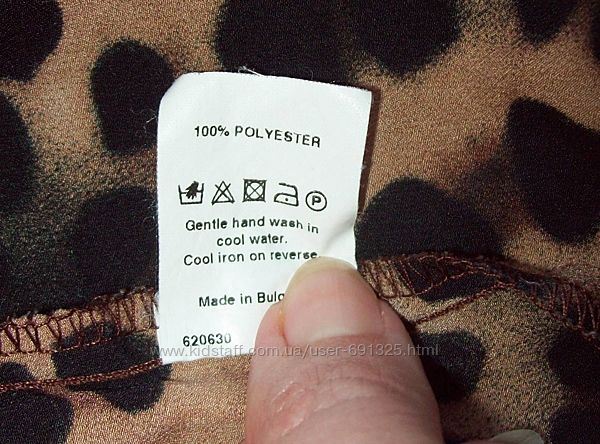 100% POLYESTER
P
Gentle hand wash in
cool water.
Cool iron on reverse.
Made in Bulg
620630
www.kidstaff.com.ua/user-691325.html